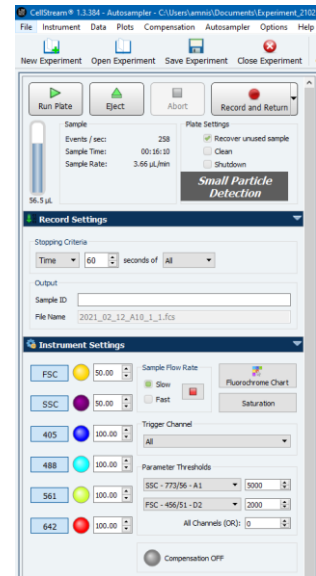 CellStream® 1.3.384 - Autosampler - C:\Users\amnis\Documents\Experiment_2102
File Instrument Data Plots Compensation Autosampler Options Help
New Experiment Open Experiment Save Experiment Close Experiment
Run Plate Eject Abort Record and Return
Sample Plate Settings
Events / sec: 258 Recover unused sample
Sample Time: 00:16:10 Clean
Sample Rate: 3.66 µL/min Shutdown
Small Particle
Detection
56.5 µL
Record Settings
Stopping Criteria
Time 60 seconds of All
Output
Sample ID
File Name 2021_02_12_A10_1_1.fcs
Instrument Settings
Sample Flow Rate
FSC 50.00 Slow Fluorochrome Chart
SSC 50.00 Fast Saturation
Trigger Channel
405 100.00 All
488 100.00 Parameter Thresholds
SSC - 773/56 - A1 5000
561 100.00 FSC - 456/51 - D2 2000
642 100.00 All Channels (OR): 0
Compensation OFF